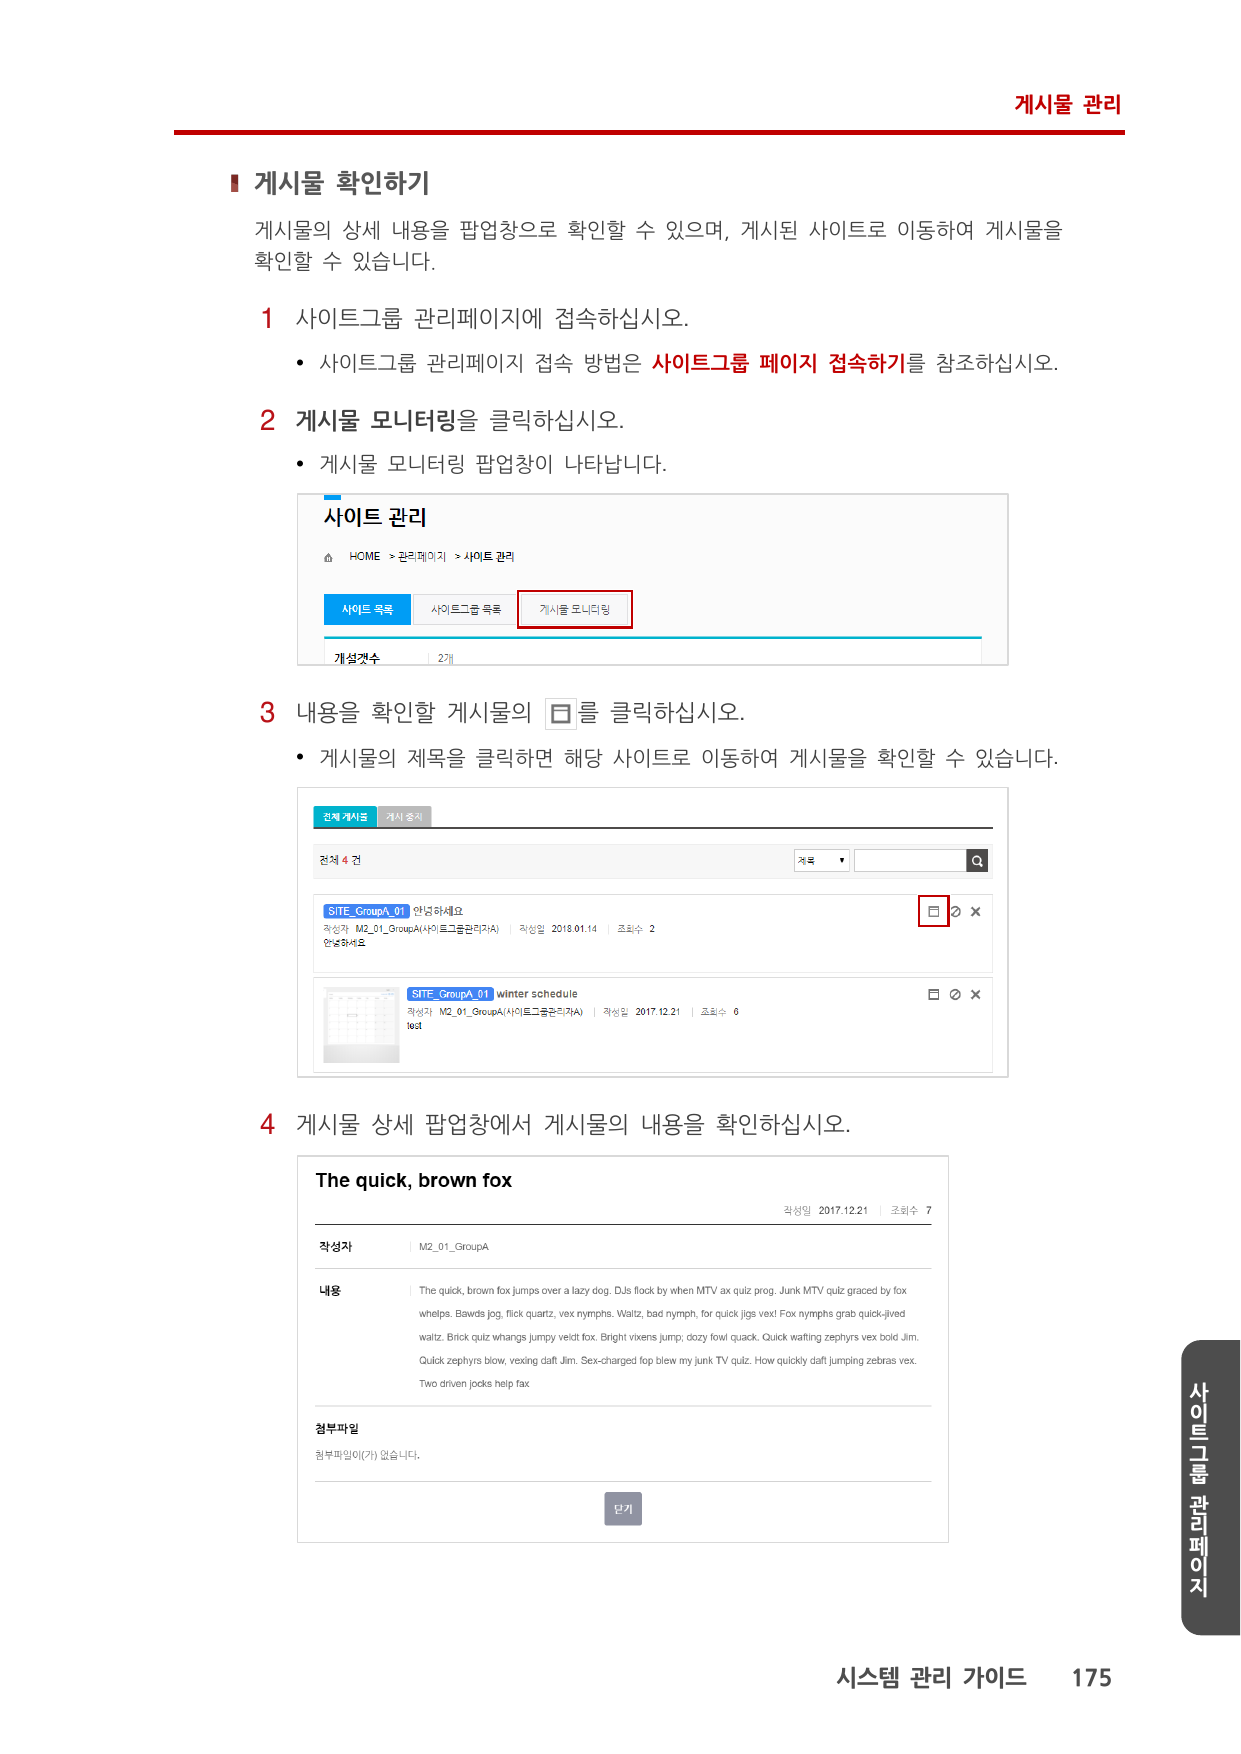 게시물 관리
게시물 확인하기
게시물의 상세 내용을 팝업창으로 확인할 수 있으며, 게시된 사이트로 이동하여 게시물을
확인할 수 있습니다.
1 사이트그룹 관리페이지에 접속하십시오.
• 사이트그룹 관리페이지 접속 방법은 사이트그룹 페이지 접속하기를 참조하십시오.
2 게시물 모니터링을 클릭하십시오.
• 게시물 모니터링 팝업창이 나타납니다.
사이트 관리
HOME > 관리페이지 > 사이트 관리
사이트 목록 사이트그룹 목록 게시물 모니터링
개설갯수 2개
3 내용을 확인할 게시물의 를 클릭하십시오.
• 게시물의 제목을 클릭하면 해당 사이트로 이동하여 게시물을 확인할 수 있습니다.
전체 게시물 게시 중지
전체 4 건 제목
SITE_GroupA_01 안녕하세요
작성자 M2_01_GroupA(사이트그룹관리자A) 작성일 2018.01.14 조회수 2
안녕하세요
SITE_GroupA_01 winter schedule
작성자 M2_01_GroupA(사이트그룹관리자A) 작성일 2017.12.21 조회수 6
test
4 게시물 상세 팝업창에서 게시물의 내용을 확인하십시오.
The quick, brown fox
작성일 2017.12.21 조회수 7
작성자 M2_01_GroupA
내용 The quick, brown fox jumps over a lazy dog. DJs flock by when MTV ax quiz prog. Junk MTV quiz graced by fox
whelps. Bawds jog, flick quartz, vex nymphs. Waltz, bad nymph, for quick jigs vex! Fox nymphs grab quick-jived
waltz. Brick quiz whangs jumpy veldt fox. Bright vixens jump; dozy fowl quack. Quick wafting zephyrs vex bold Jim.
Quick zephyrs blow, vexing daft Jim. Sex-charged fop blew my junk TV quiz. How quickly daft jumping zebras vex.
Two driven jocks help fax
첨부파일
첨부파일이(가) 없습니다.
닫기
사이트그룹 관리페이지
시스템 관리 가이드 175